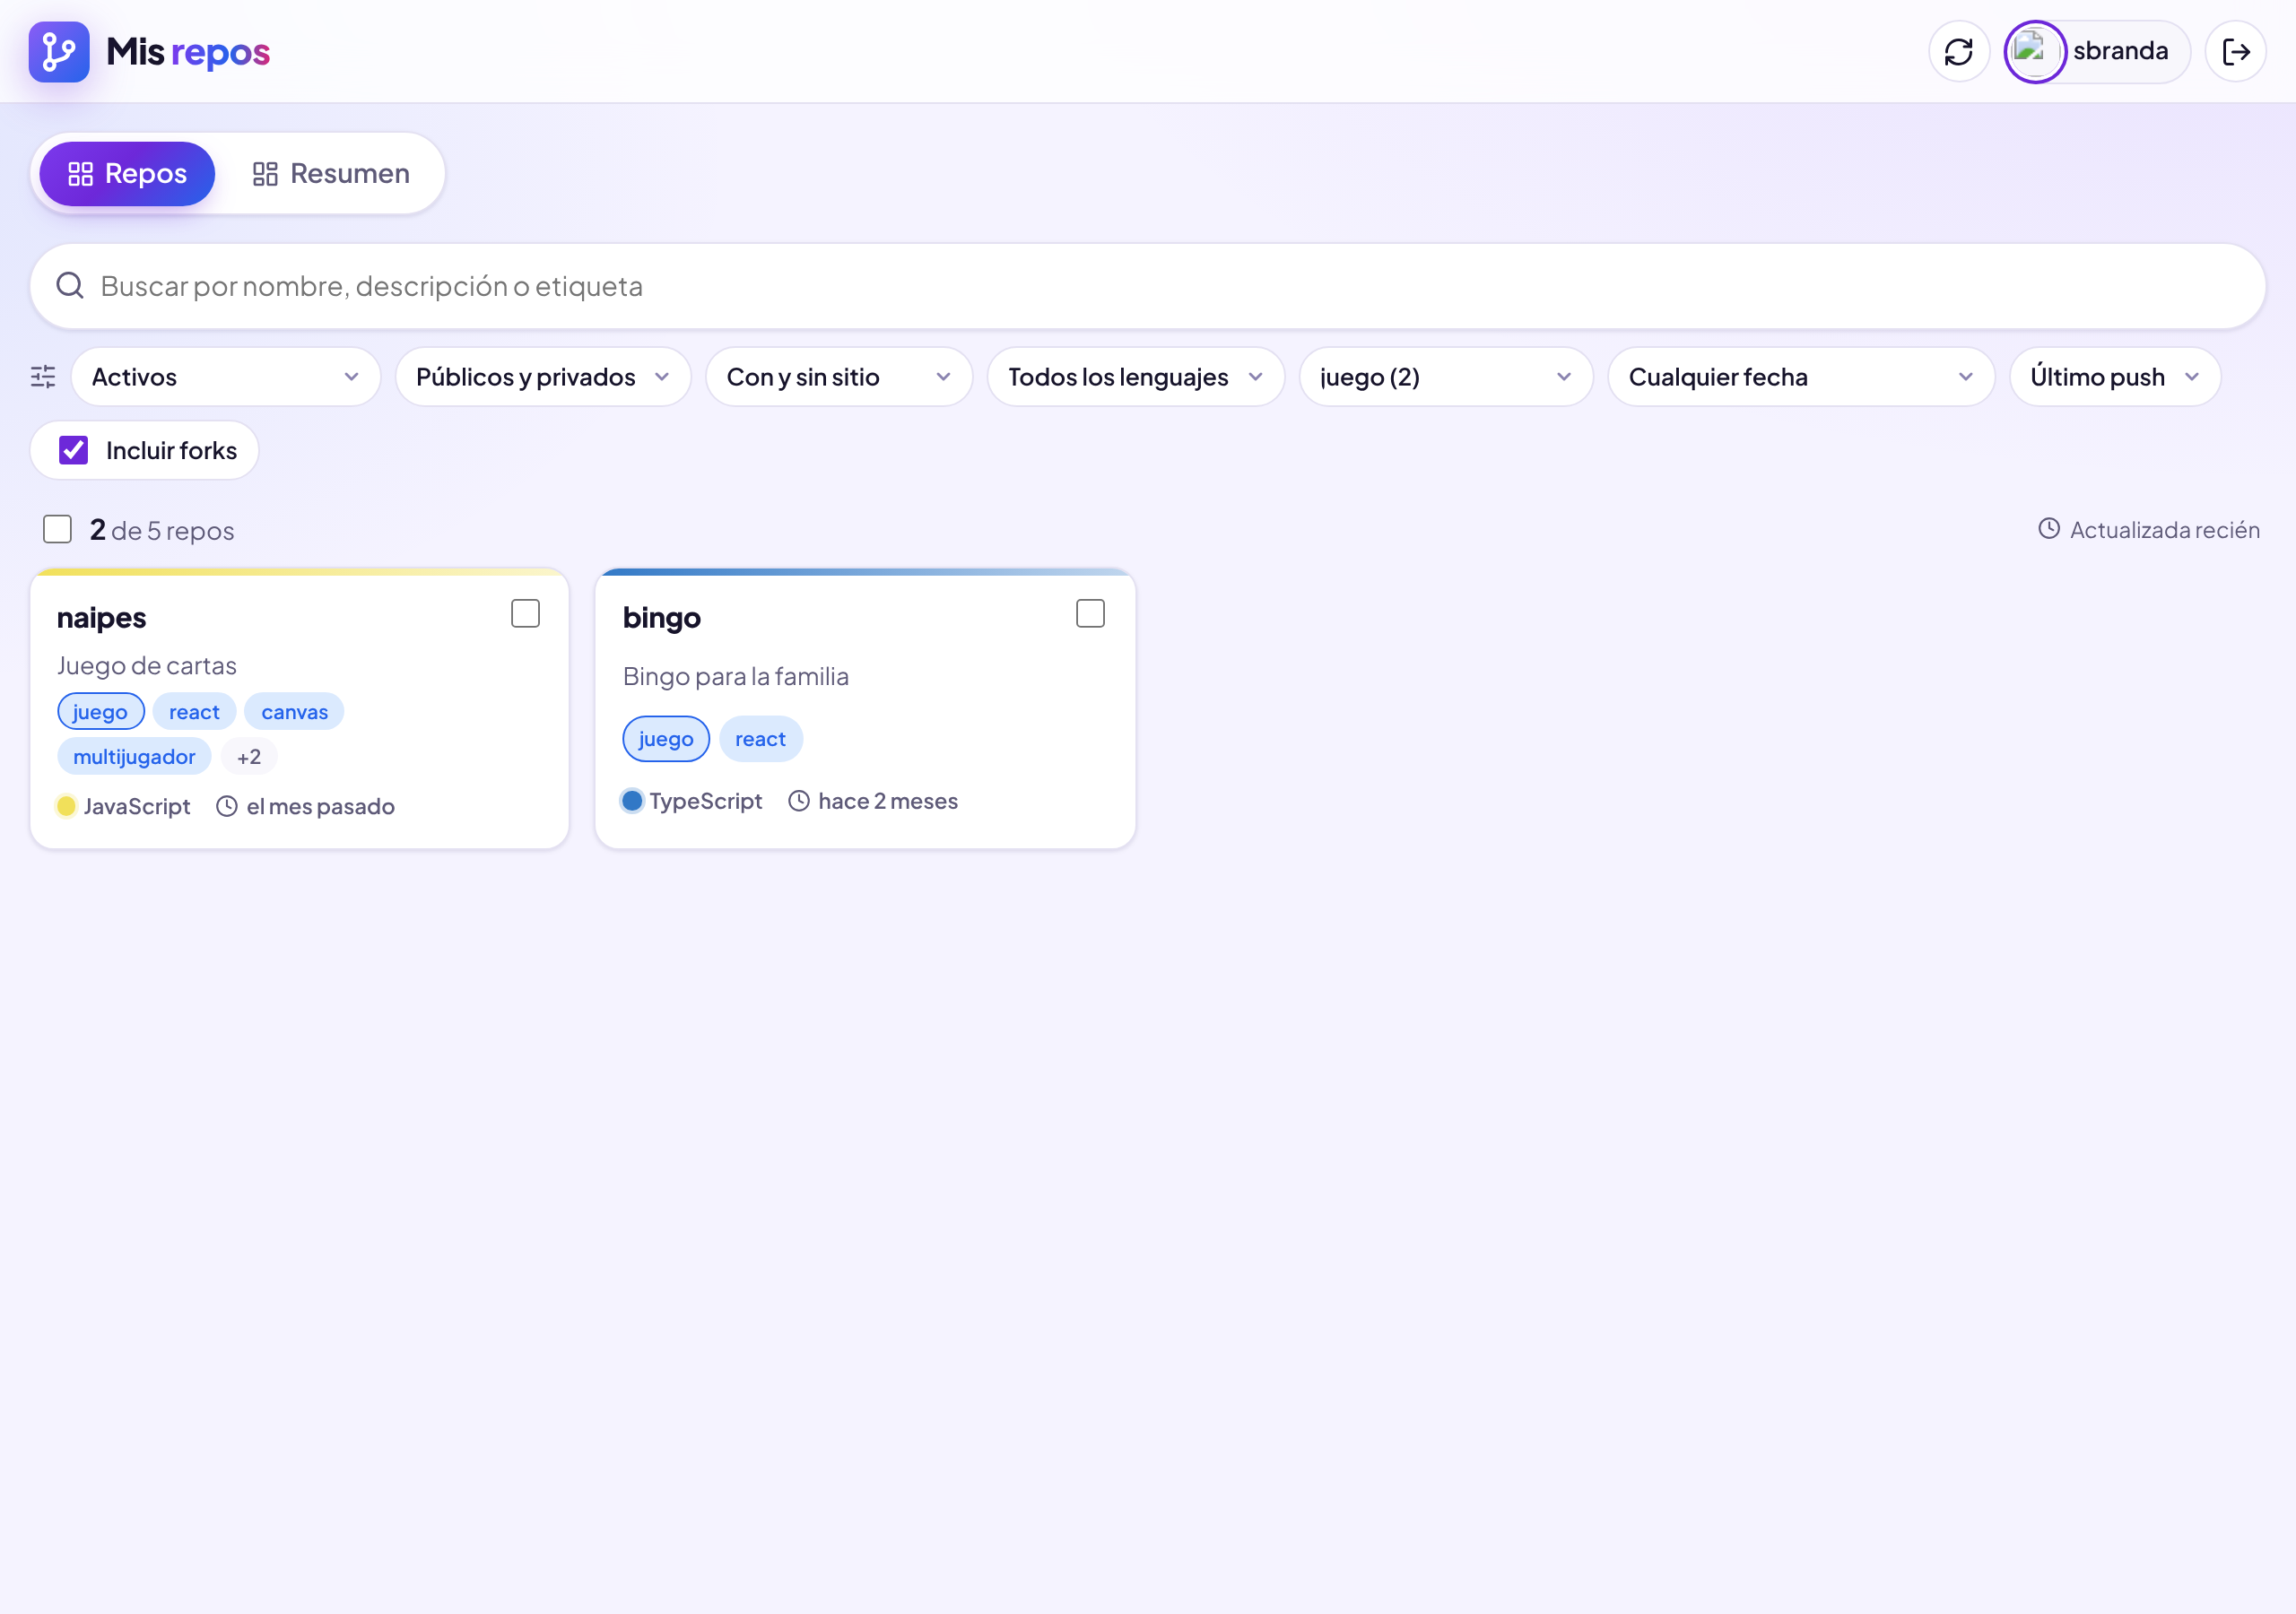 Mis repos
sbranda
Repos
Resumen
Buscar por nombre, descripción o etiqueta
Activos
Públicos y privados
Con y sin sitio
Todos los lenguajes
juego (2)
Cualquier fecha
Último push
Incluir forks
2 de 5 repos
Actualizada recién
naipes
Juego de cartas
juego react canvas
multijugador +2
JavaScript el mes pasado
bingo
Bingo para la familia
juego react
TypeScript hace 2 meses